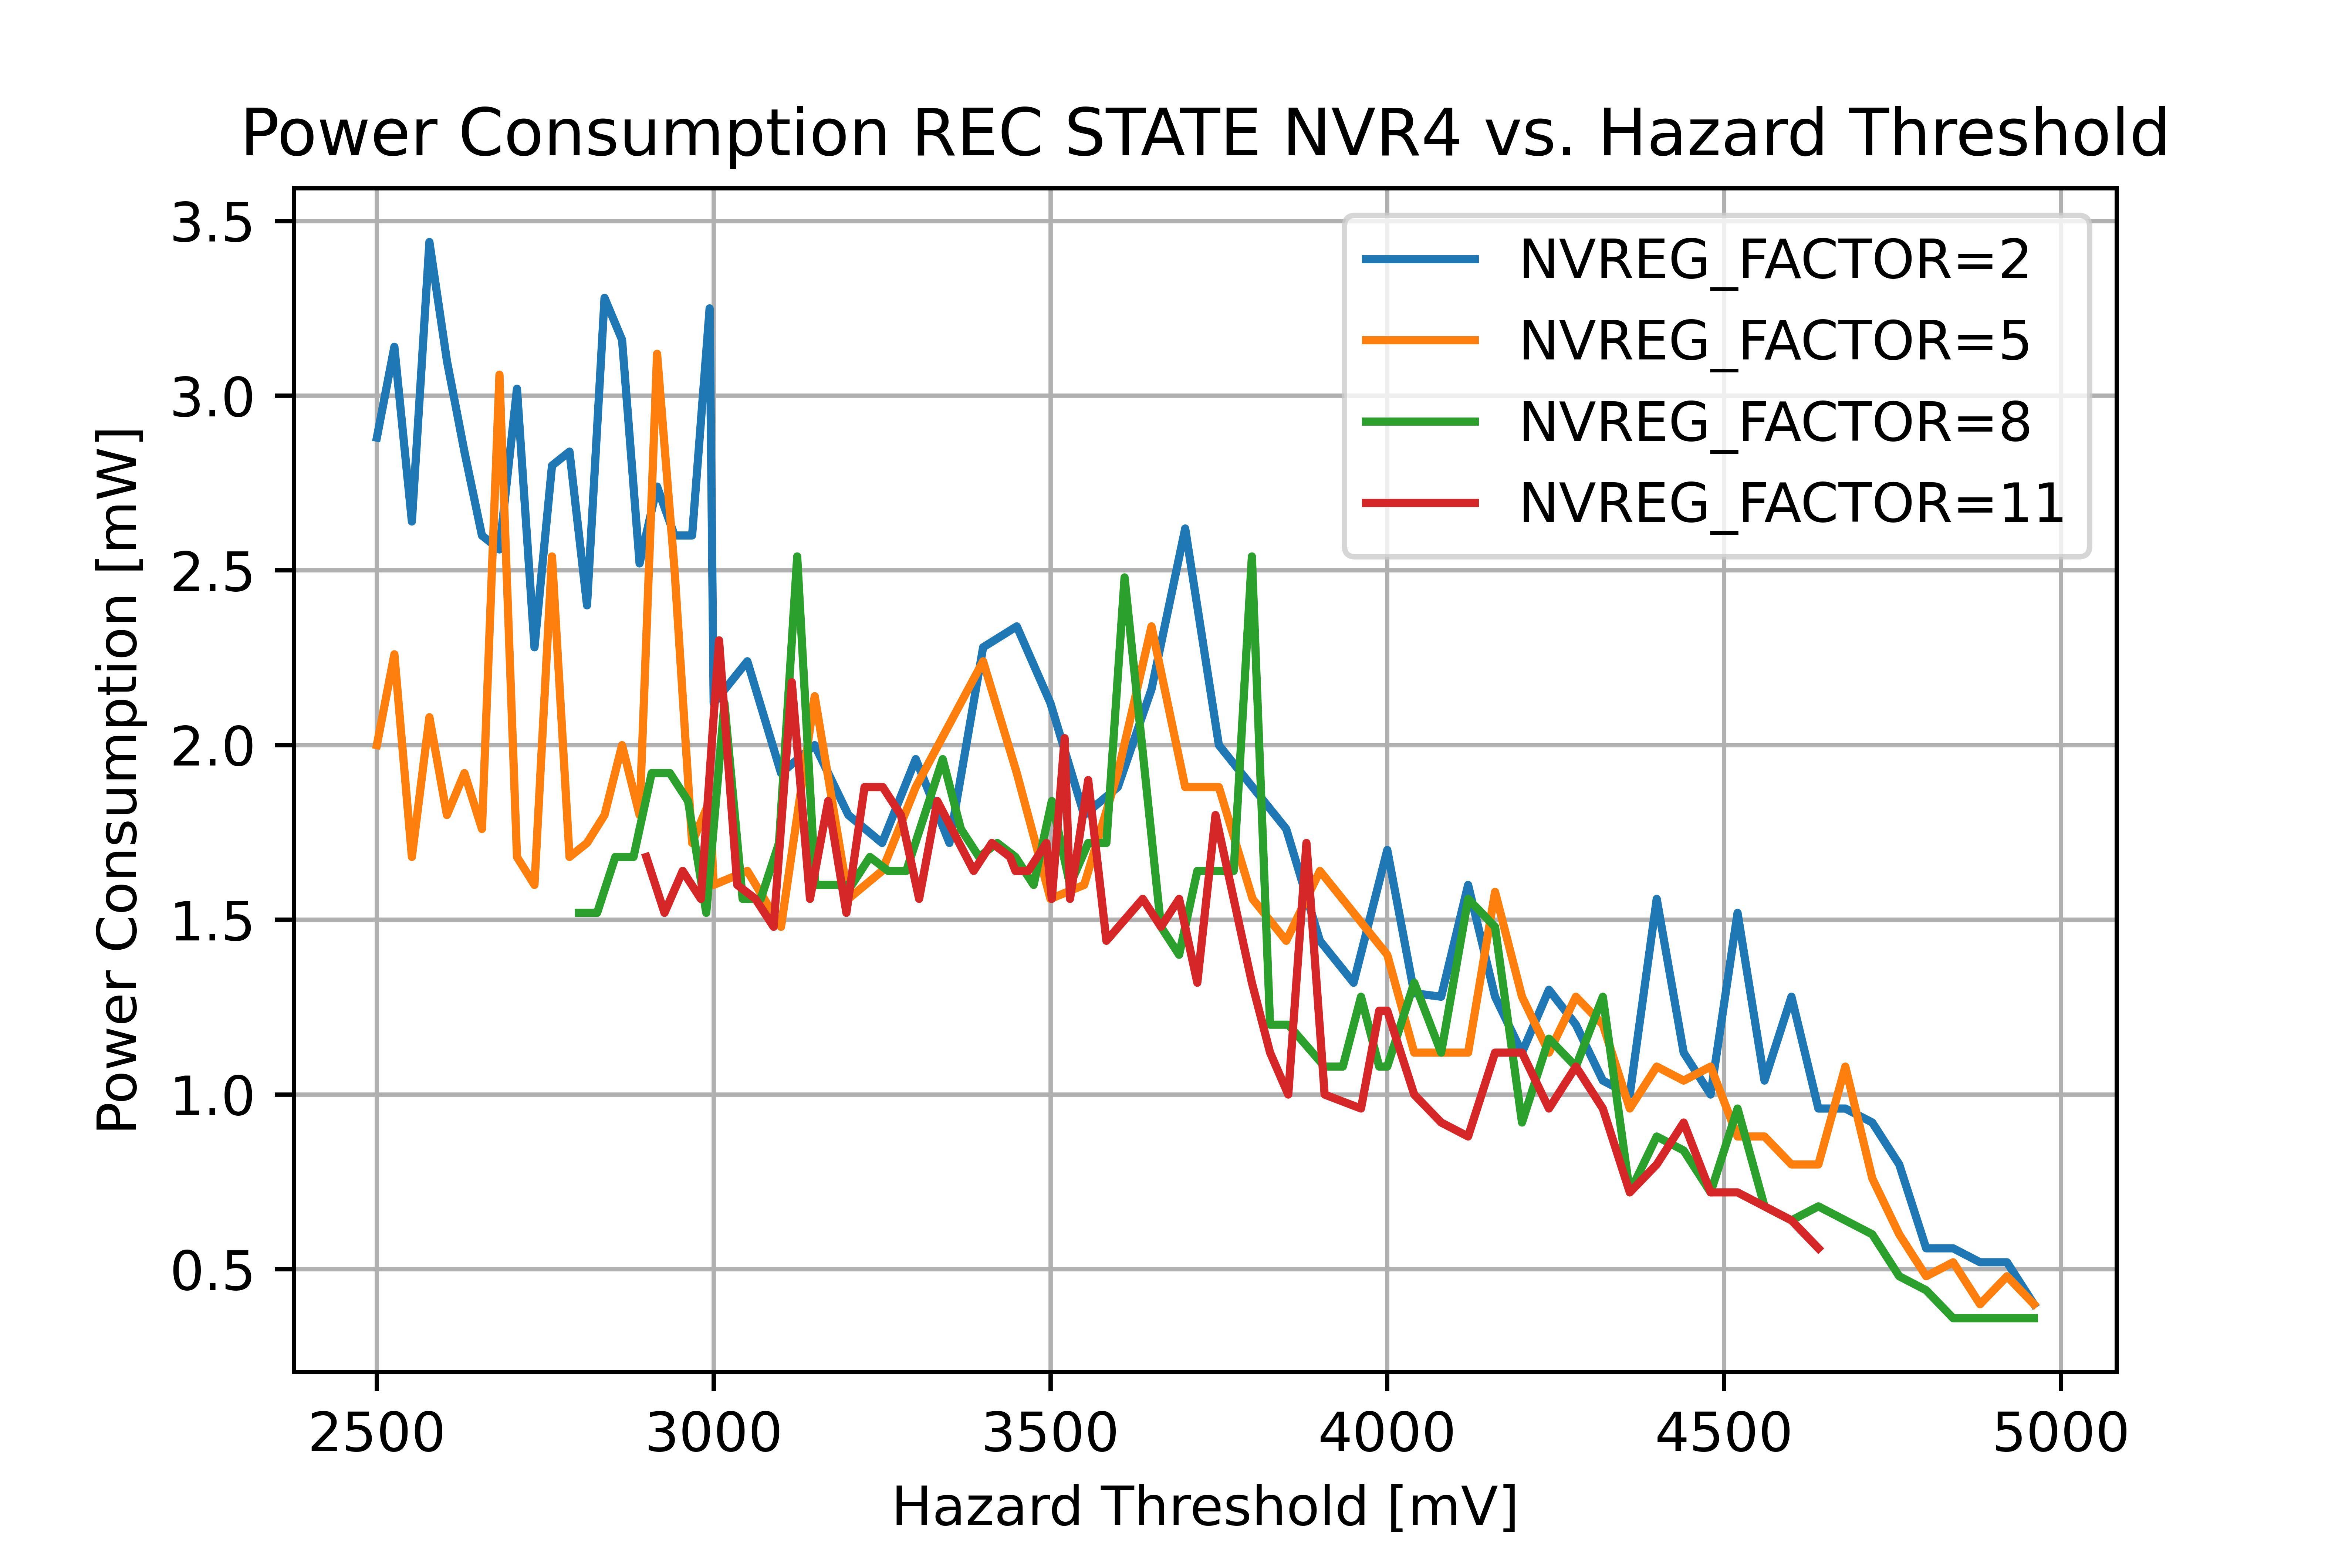 Power Consumption REC STATE NVR4 vs. Hazard Threshold
3.5
3.0
2.5
2.0
1.5
1.0
0.5
Power Consumption [mW]
NVREG_FACTOR=2
NVREG_FACTOR=5
NVREG_FACTOR=8
NVREG_FACTOR=11
2500 3000 3500 4000 4500 5000
Hazard Threshold [mV]